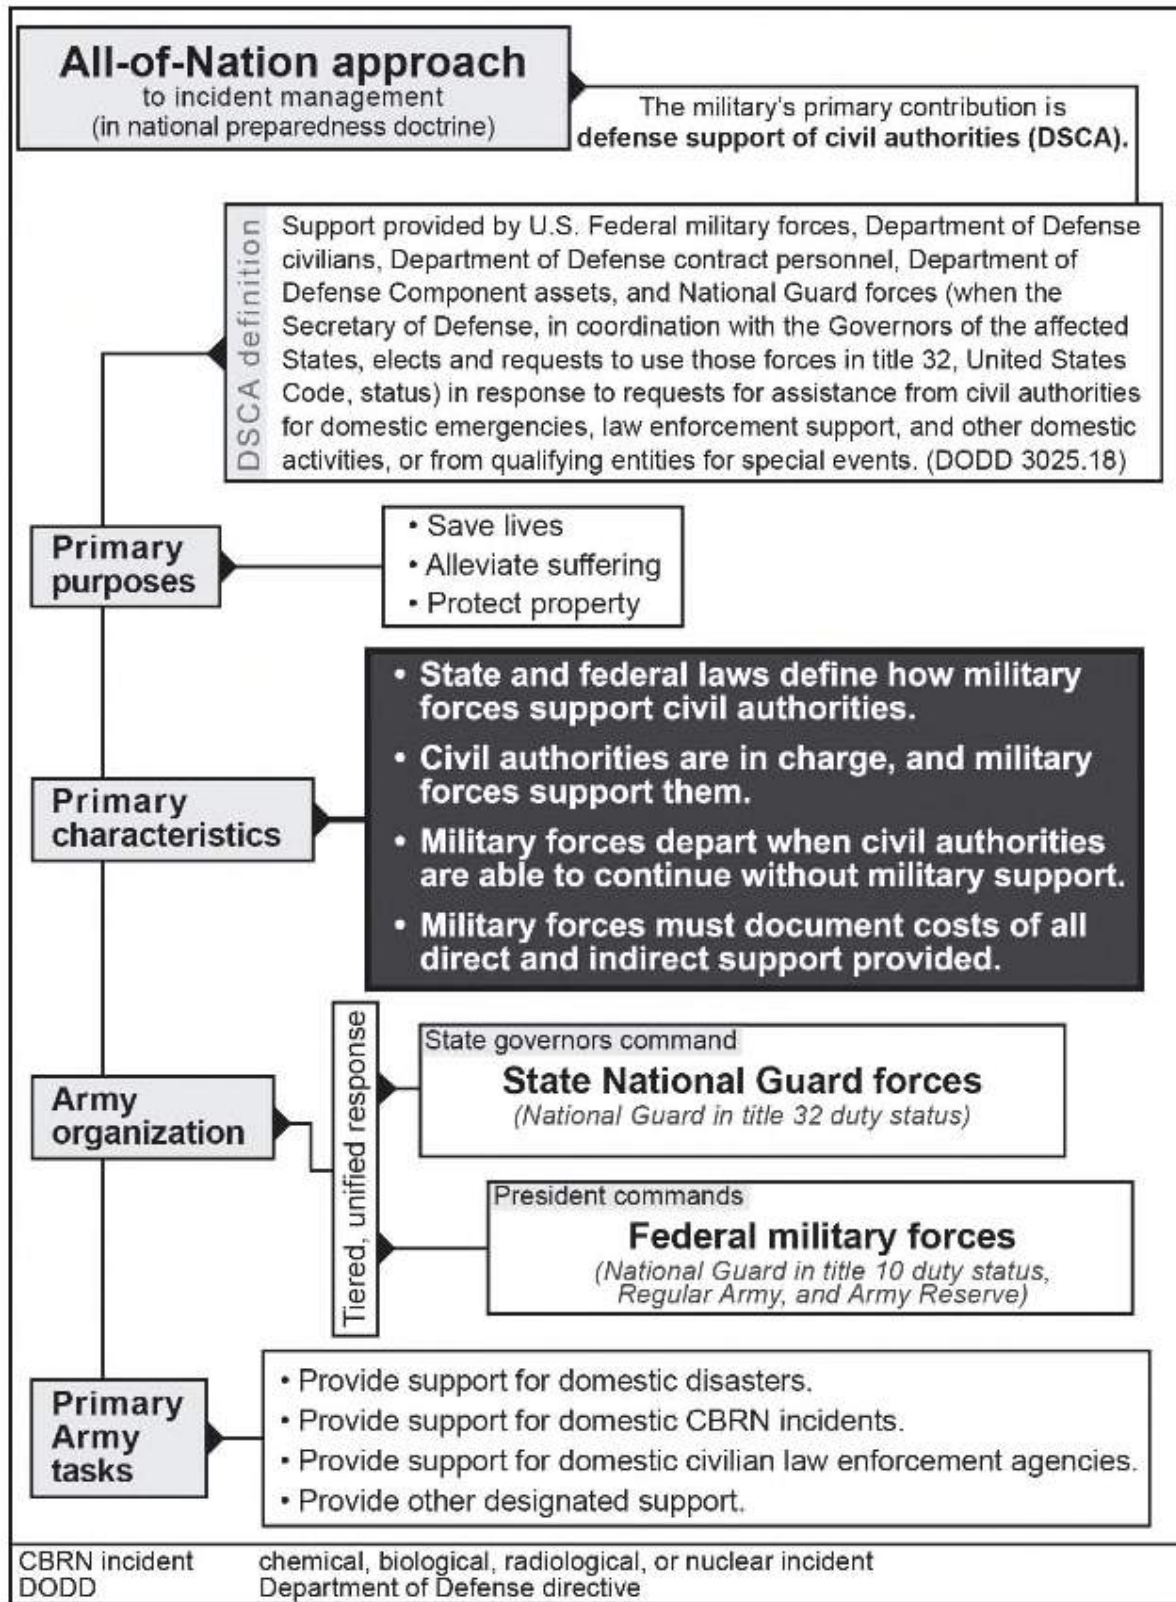 All-of-Nation approach
to incident management
(in national preparedness doctrine)
The military's primary contribution is
defense support of civil authorities (DSCA).
DSCA definition
Support provided by U.S. Federal military forces, Department of Defense
civilians, Department of Defense contract personnel, Department of
Defense Component assets, and National Guard forces (when the
Secretary of Defense, in coordination with the Governors of the affected
States, elects and requests to use those forces in title 32, United States
Code, status) in response to requests for assistance from civil authorities
for domestic emergencies, law enforcement support, and other domestic
activities, or from qualifying entities for special events. (DODD 3025.18)
Primary
purposes
• Save lives
• Alleviate suffering
• Protect property
Primary
characteristics
• State and federal laws define how military
forces support civil authorities.
• Civil authorities are in charge, and military
forces support them.
• Military forces depart when civil authorities
are able to continue without military support.
• Military forces must document costs of all
direct and indirect support provided.
Army
organization
Tiered, unified response
State governors command
State National Guard forces
(National Guard in title 32 duty status)
President commands
Federal military forces
(National Guard in title 10 duty status,
Regular Army, and Army Reserve)
Primary
Army
tasks
• Provide support for domestic disasters.
• Provide support for domestic CBRN incidents.
• Provide support for domestic civilian law enforcement agencies.
• Provide other designated support.
CBRN incident chemical, biological, radiological, or nuclear incident
DODD Department of Defense directive